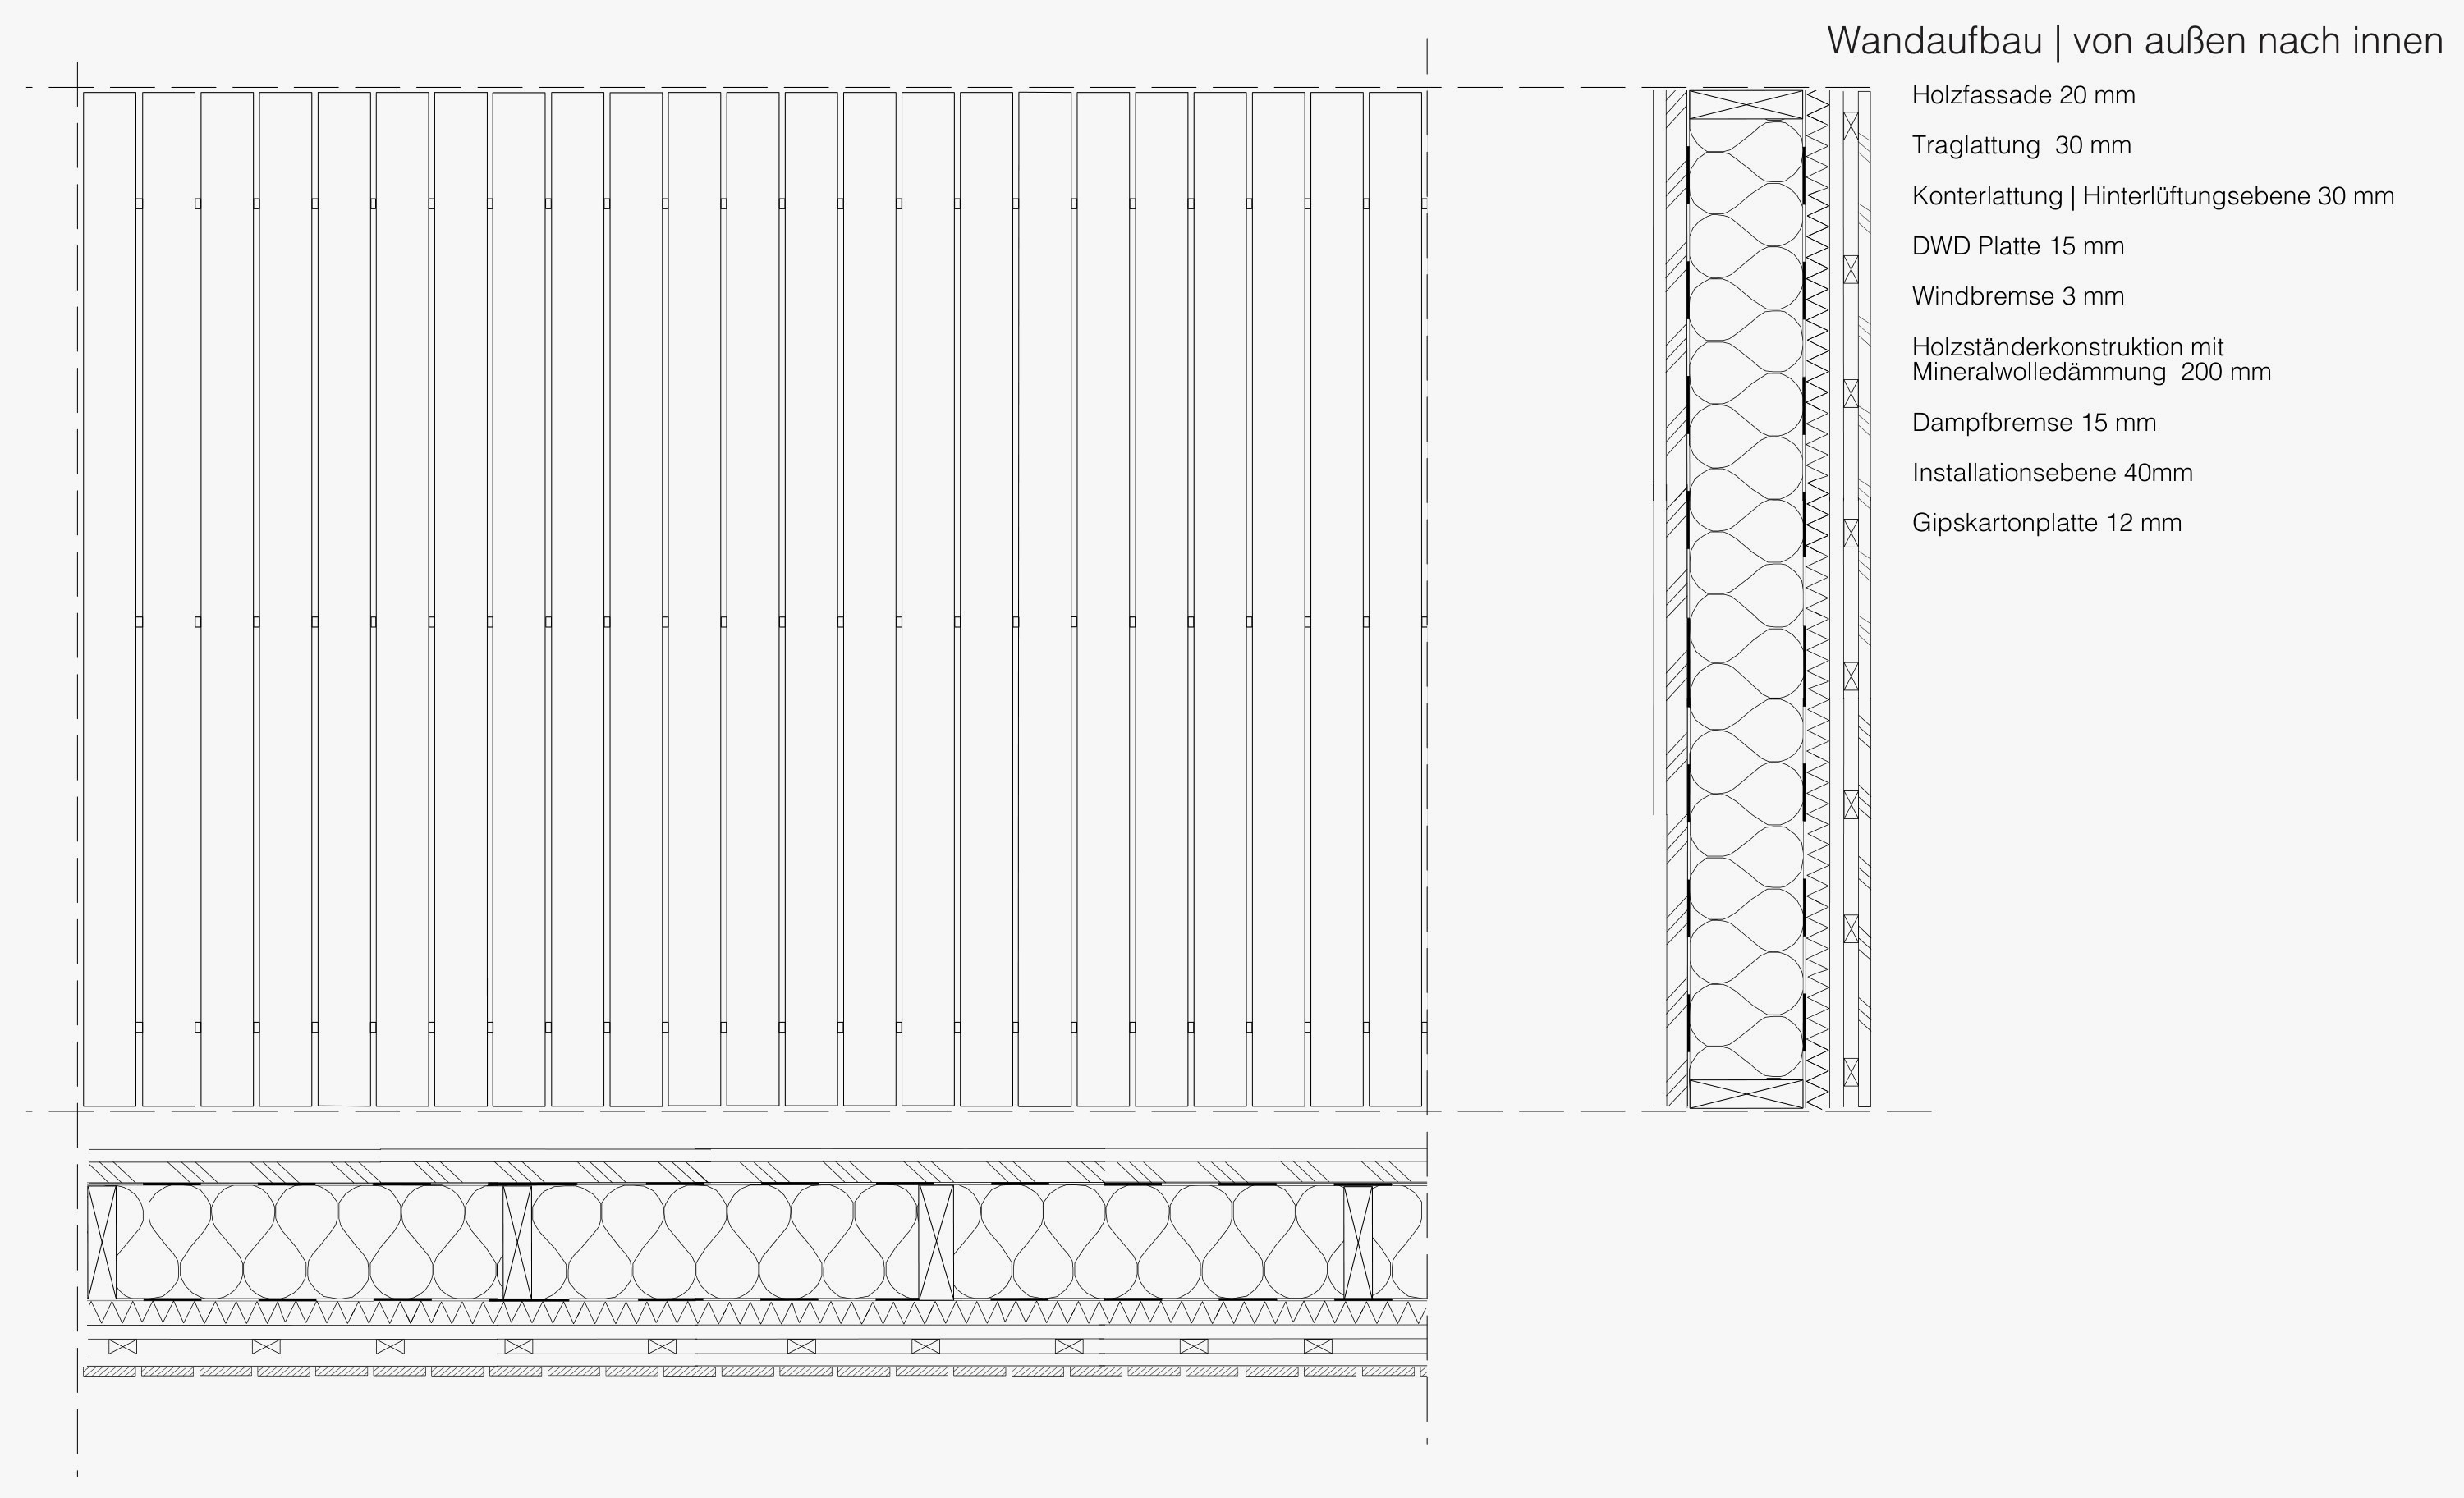 Wandaufbau | von außen nach innen
Holzfassade 20 mm
Traglattung 30 mm
Konterlattung | Hinterlüftungsebene 30 mm
DWD Platte 15 mm
Windbremse 3 mm
Holzständerkonstruktion mit
Mineralwolledämmung 200 mm
Dampfbremse 15 mm
Installationsebene 40mm
Gipskartonplatte 12 mm